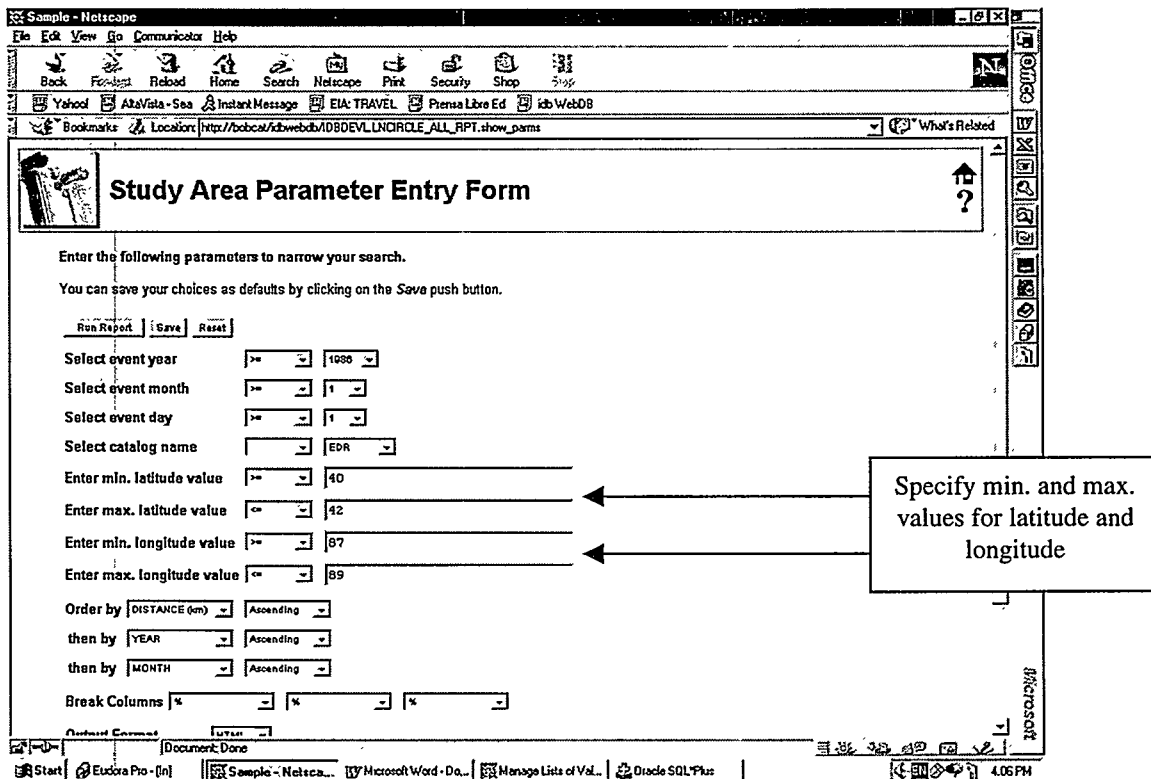 Sample - Netscape
File Edit View Go Communicator Help
Back Reload Home Search Netscape Print Security Shop
Yahoo! AltaVista - Sea Instant Message EIA: TRAVEL Prensa Libre Ed idb WebDB
Bookmarks Location: http://bobcat/idbwebdb/IDBDEVL.LNCIRCLE_ALL_RPT.show_parms What's Related
Office
Study Area Parameter Entry Form
?
Enter the following parameters to narrow your search.
You can save your choices as defaults by clicking on the Save push button.
Run Report Save Reset
Select event year >= 1986
Select event month >= 1
Select event day >= 1
Select catalog name EDR
Enter min. latitude value >= 40
Enter max. latitude value <= 42
Enter min. longitude value >= 87
Enter max. longitude value <= 89
Specify min. and max.
values for latitude and
longitude
Order by DISTANCE (km) Ascending
then by YEAR Ascending
then by MONTH Ascending
Break Columns % % %
Output Format HTML
Microsoft
Document: Done
Start Eudora Pro - [In] Sample - Netsca... Microsoft Word - Do... Manage Lists of Val... Oracle SQL*Plus EN 4:06 PM